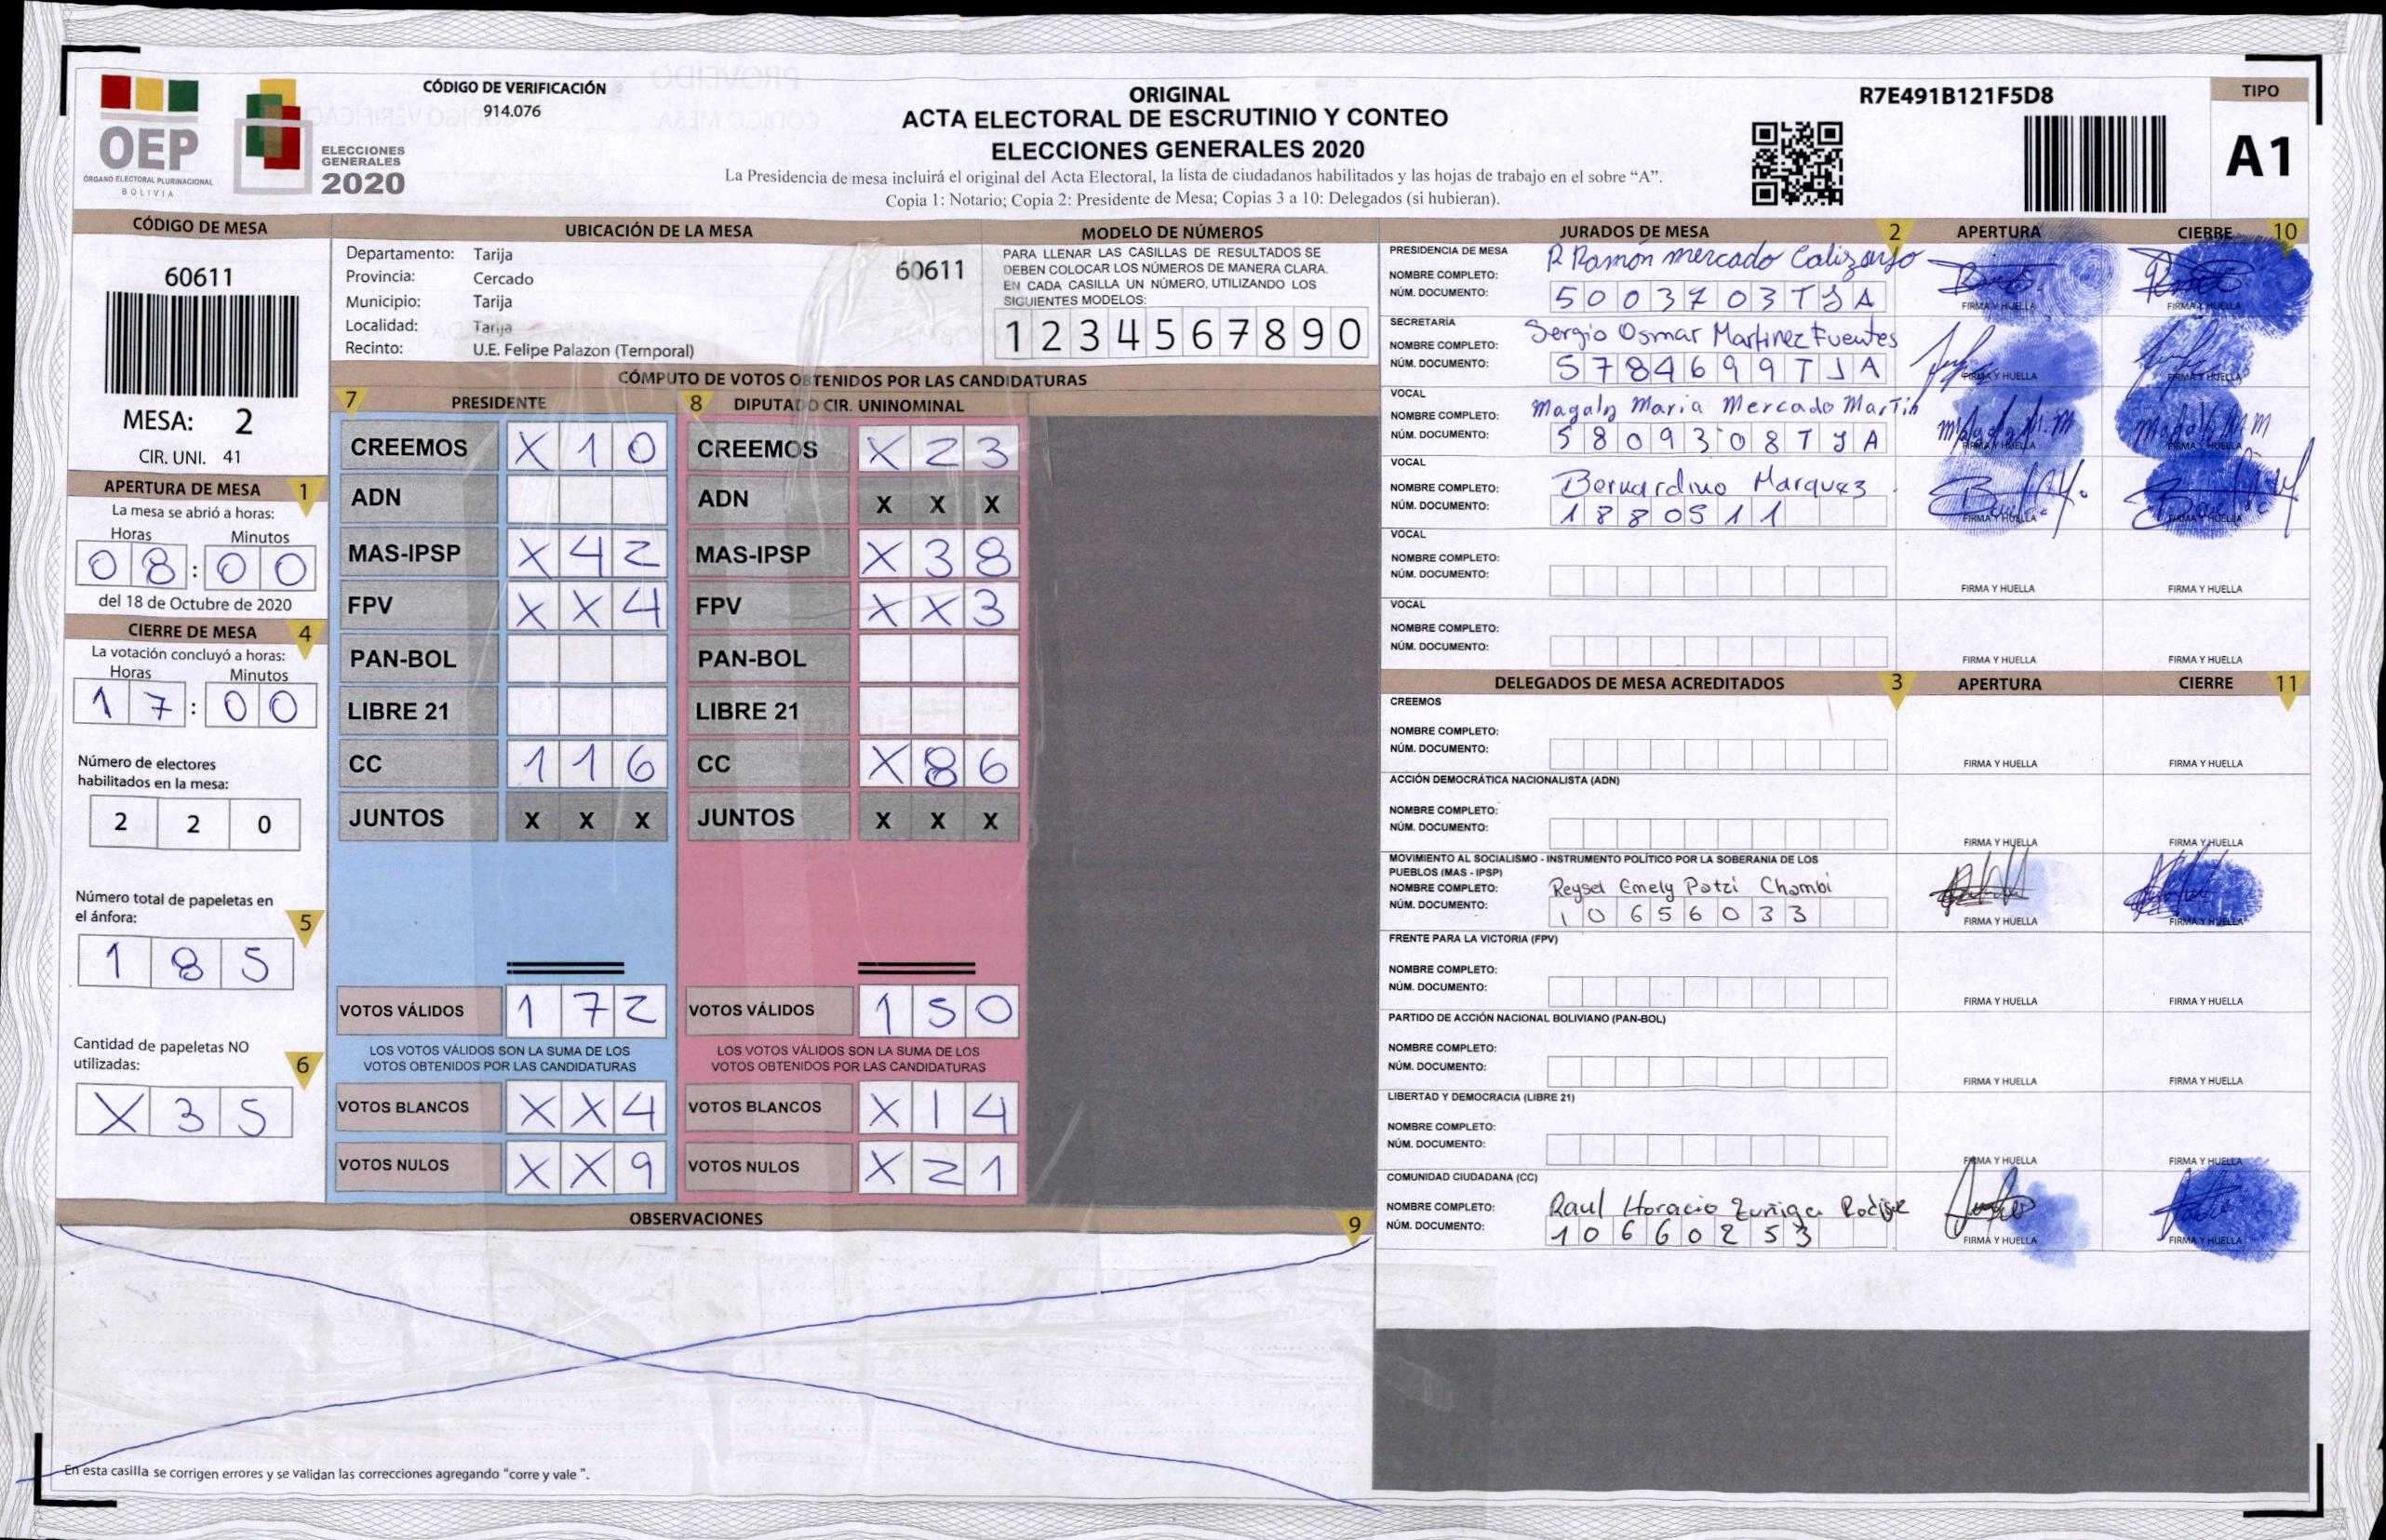 CÓDIGO DE VERIFICACIÓN
914.076
OEP
ÓRGANO ELECTORAL PLURINACIONAL
BOLIVIA
ELECCIONES
GENERALES
2020
ORIGINAL
ACTA ELECTORAL DE ESCRUTINIO Y CONTEO
ELECCIONES GENERALES 2020
La Presidencia de mesa incluirá el original del Acta Electoral, la lista de ciudadanos habilitados y las hojas de trabajo en el sobre “A”.
Copia 1: Notario; Copia 2: Presidente de Mesa; Copias 3 a 10: Delegados (si hubieran).
R7E491B121F5D8
TIPO
A1
CÓDIGO DE MESA
60611
MESA: 2
CIR. UNI. 41
APERTURA DE MESA 1
La mesa se abrió a horas:
Horas Minutos
08:00
del 18 de Octubre de 2020
CIERRE DE MESA 4
La votación concluyó a horas:
Horas Minutos
17:00
Número de electores
habilitados en la mesa:
2 2 0
Número total de papeletas en
el ánfora: 5
1 8 5
Cantidad de papeletas NO
utilizadas: 6
X 3 5
UBICACIÓN DE LA MESA
Departamento: Tarija
Provincia: Cercado
Municipio: Tarija
Localidad: Tarija
Recinto: U.E. Felipe Palazon (Temporal)
60611
MODELO DE NÚMEROS
PARA LLENAR LAS CASILLAS DE RESULTADOS SE
DEBEN COLOCAR LOS NÚMEROS DE MANERA CLARA.
EN CADA CASILLA UN NÚMERO, UTILIZANDO LOS
SIGUIENTES MODELOS:
1 2 3 4 5 6 7 8 9 0
CÓMPUTO DE VOTOS OBTENIDOS POR LAS CANDIDATURAS
7 PRESIDENTE
CREEMOS X 1 0
ADN
MAS-IPSP X 4 2
FPV X X 4
PAN-BOL
LIBRE 21
CC 1 1 6
JUNTOS X X X
VOTOS VÁLIDOS 1 7 2
LOS VOTOS VÁLIDOS SON LA SUMA DE LOS
VOTOS OBTENIDOS POR LAS CANDIDATURAS
VOTOS BLANCOS X X 4
VOTOS NULOS X X 9
8 DIPUTADO CIR. UNINOMINAL
CREEMOS X 2 3
ADN X X X
MAS-IPSP X 3 8
FPV X X 3
PAN-BOL
LIBRE 21
CC X 8 6
JUNTOS X X X
VOTOS VÁLIDOS 1 5 0
LOS VOTOS VÁLIDOS SON LA SUMA DE LOS
VOTOS OBTENIDOS POR LAS CANDIDATURAS
VOTOS BLANCOS X 1 4
VOTOS NULOS X 2 1
OBSERVACIONES 9
En esta casilla se corrigen errores y se validan las correcciones agregando “corre y vale ”.
JURADOS DE MESA 2 APERTURA CIERRE 10
PRESIDENCIA DE MESA
NOMBRE COMPLETO: R Ramón mercado
NÚM. DOCUMENTO: 5003703TJA
FIRMA Y HUELLA FIRMA Y HUELLA
SECRETARÍA
NOMBRE COMPLETO: Sergio Osmar Martinez Fuentes
NÚM. DOCUMENTO: 5784699TJA
FIRMA Y HUELLA FIRMA Y HUELLA
VOCAL
NOMBRE COMPLETO: Magaly Maria Mercado Martin
NÚM. DOCUMENTO: 5809308TJA
FIRMA Y HUELLA FIRMA Y HUELLA
VOCAL
NOMBRE COMPLETO: Bernardino Marquez
NÚM. DOCUMENTO: 1880511
FIRMA Y HUELLA FIRMA Y HUELLA
VOCAL
NOMBRE COMPLETO:
NÚM. DOCUMENTO:
FIRMA Y HUELLA FIRMA Y HUELLA
VOCAL
NOMBRE COMPLETO:
NÚM. DOCUMENTO:
FIRMA Y HUELLA FIRMA Y HUELLA
DELEGADOS DE MESA ACREDITADOS 3 APERTURA CIERRE 11
CREEMOS
NOMBRE COMPLETO:
NÚM. DOCUMENTO:
FIRMA Y HUELLA FIRMA Y HUELLA
ACCIÓN DEMOCRÁTICA NACIONALISTA (ADN)
NOMBRE COMPLETO:
NÚM. DOCUMENTO:
FIRMA Y HUELLA FIRMA Y HUELLA
MOVIMIENTO AL SOCIALISMO - INSTRUMENTO POLÍTICO POR LA SOBERANIA DE LOS
PUEBLOS (MAS - IPSP)
NOMBRE COMPLETO: Reysel Emely Patzi Chambi
NÚM. DOCUMENTO: 10656033
FIRMA Y HUELLA FIRMA Y HUELLA
FRENTE PARA LA VICTORIA (FPV)
NOMBRE COMPLETO:
NÚM. DOCUMENTO:
FIRMA Y HUELLA FIRMA Y HUELLA
PARTIDO DE ACCIÓN NACIONAL BOLIVIANO (PAN-BOL)
NOMBRE COMPLETO:
NÚM. DOCUMENTO:
FIRMA Y HUELLA FIRMA Y HUELLA
LIBERTAD Y DEMOCRACIA (LIBRE 21)
NOMBRE COMPLETO:
NÚM. DOCUMENTO:
FIRMA Y HUELLA FIRMA Y HUELLA
COMUNIDAD CIUDADANA (CC)
NOMBRE COMPLETO: Raul Horacio Zuñiga
NÚM. DOCUMENTO: 10660253
FIRMA Y HUELLA FIRMA Y HUELLA